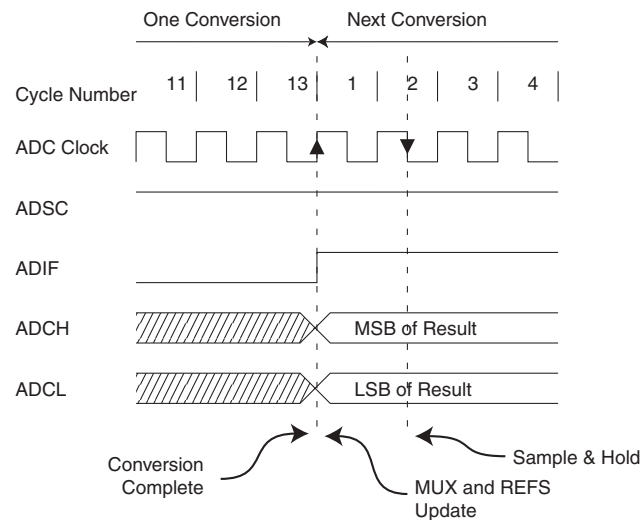 One Conversion Next Conversion
Cycle Number 11 12 13 1 2 3 4
ADC Clock
ADSC
ADIF
ADCH MSB of Result
ADCL LSB of Result
Conversion
Complete
MUX and REFS
Update
Sample & Hold